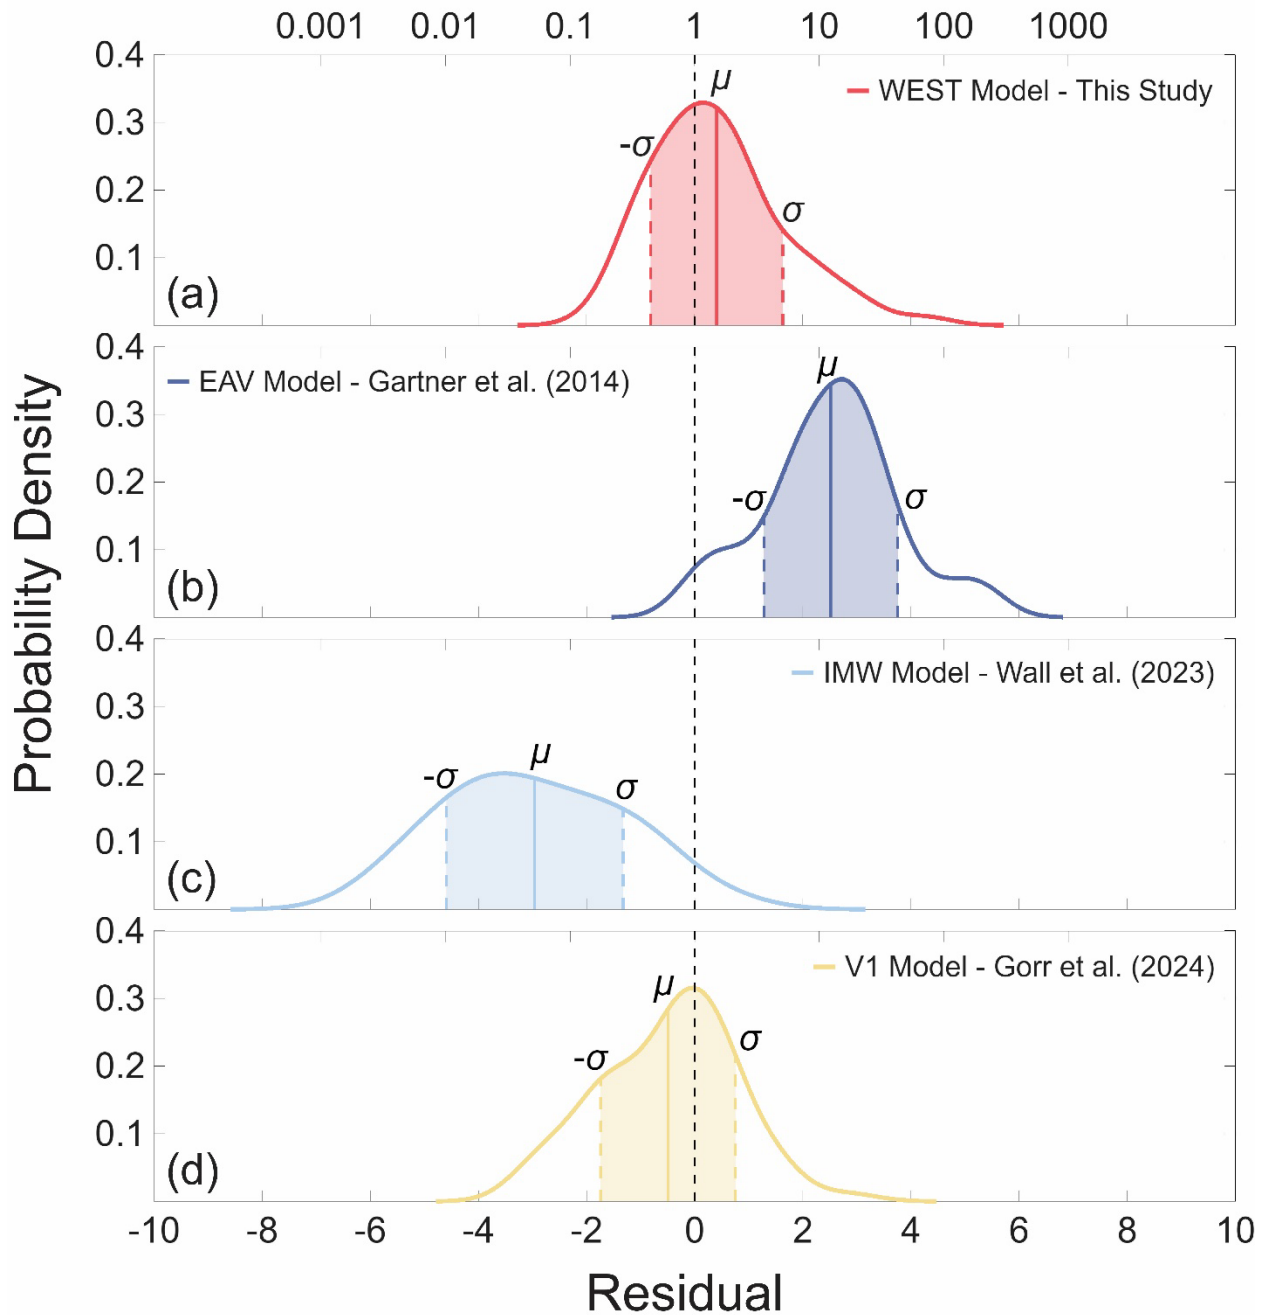 0.001 0.01 0.1 1 10 100 1000
Probability Density
0.4
0.3
0.2
0.1
(a)
WEST Model - This Study
-σ
μ
σ
0.4
0.3
0.2
0.1
(b)
EAV Model - Gartner et al. (2014)
-σ
μ
σ
0.4
0.3
0.2
0.1
(c)
IMW Model - Wall et al. (2023)
-σ
μ
σ
0.4
0.3
0.2
0.1
(d)
V1 Model - Gorr et al. (2024)
-σ
μ
σ
-10 -8 -6 -4 -2 0 2 4 6 8 10
Residual